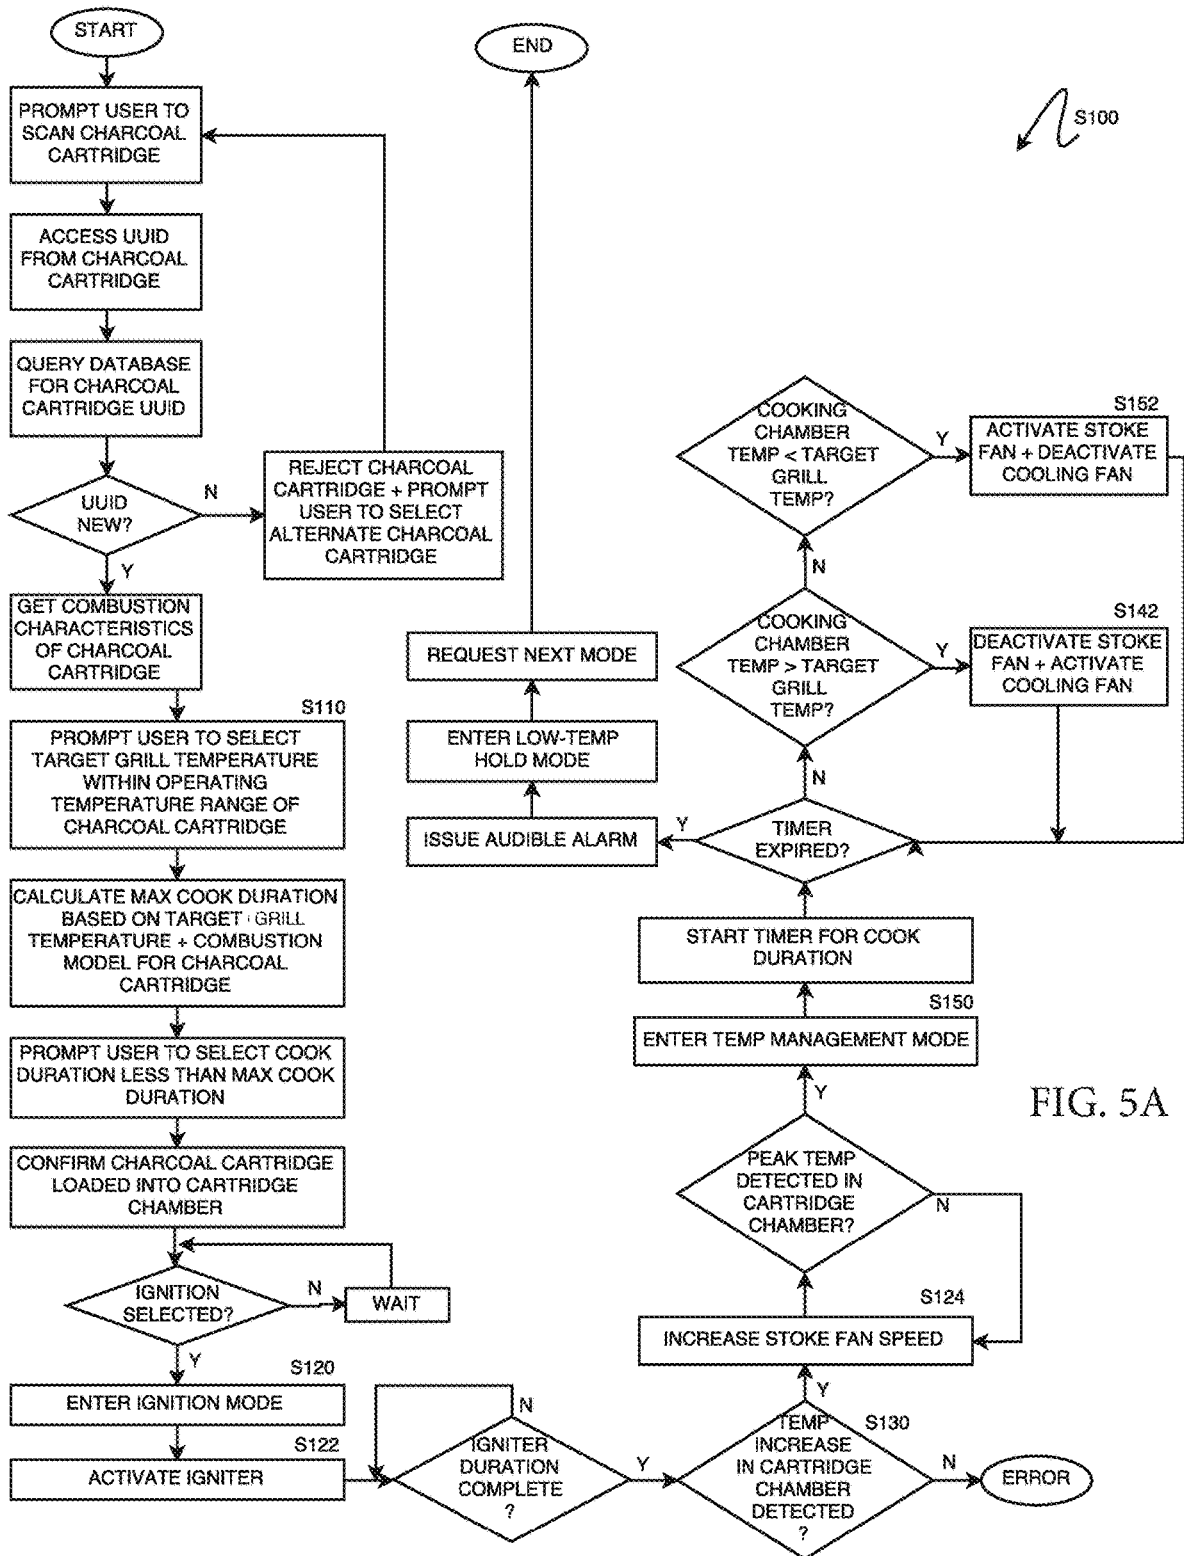 START
PROMPT USER TO
SCAN CHARCOAL
CARTRIDGE
ACCESS UUID
FROM CHARCOAL
CARTRIDGE
QUERY DATABASE
FOR CHARCOAL
CARTRIDGE UUID
UUID
NEW?
N
REJECT CHARCOAL
CARTRIDGE + PROMPT
USER TO SELECT
ALTERNATE CHARCOAL
CARTRIDGE
Y
GET COMBUSTION
CHARACTERISTICS
OF CHARCOAL
CARTRIDGE
S110
PROMPT USER TO SELECT
TARGET GRILL TEMPERATURE
WITHIN OPERATING
TEMPERATURE RANGE OF
CHARCOAL CARTRIDGE
CALCULATE MAX COOK DURATION
BASED ON TARGET GRILL
TEMPERATURE + COMBUSTION
MODEL FOR CHARCOAL
CARTRIDGE
PROMPT USER TO SELECT COOK
DURATION LESS THAN MAX COOK
DURATION
CONFIRM CHARCOAL CARTRIDGE
LOADED INTO CARTRIDGE
CHAMBER
IGNITION
SELECTED?
N
WAIT
Y
S120
ENTER IGNITION MODE
S122
ACTIVATE IGNITER
N
IGNITER
DURATION
COMPLETE
?
Y
TEMP
INCREASE
IN CARTRIDGE
CHAMBER
DETECTED
?
S130
N
ERROR
Y
S124
INCREASE STOKE FAN SPEED
PEAK TEMP
DETECTED IN
CARTRIDGE
CHAMBER?
N
Y
S150
ENTER TEMP MANAGEMENT MODE
START TIMER FOR COOK
DURATION
TIMER
EXPIRED?
Y
ISSUE AUDIBLE ALARM
ENTER LOW-TEMP
HOLD MODE
REQUEST NEXT MODE
END
N
COOKING
CHAMBER
TEMP > TARGET
GRILL
TEMP?
Y
S142
DEACTIVATE STOKE
FAN + ACTIVATE
COOLING FAN
N
COOKING
CHAMBER
TEMP < TARGET
GRILL
TEMP?
Y
S152
ACTIVATE STOKE
FAN + DEACTIVATE
COOLING FAN
S100
FIG. 5A